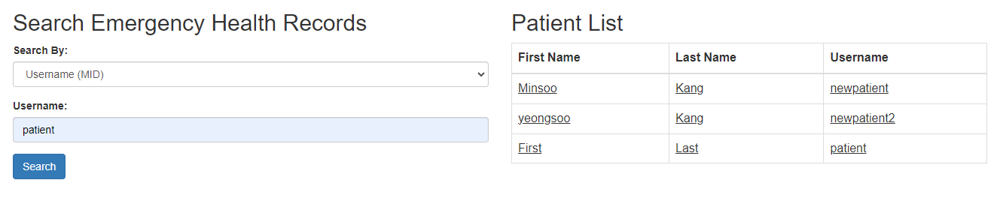 Search Emergency Health Records
Search By:
Username (MID)
Username:
patient
Search
Patient List
First Name Last Name Username
Minsoo Kang newpatient
yeongsoo Kang newpatient2
First Last patient